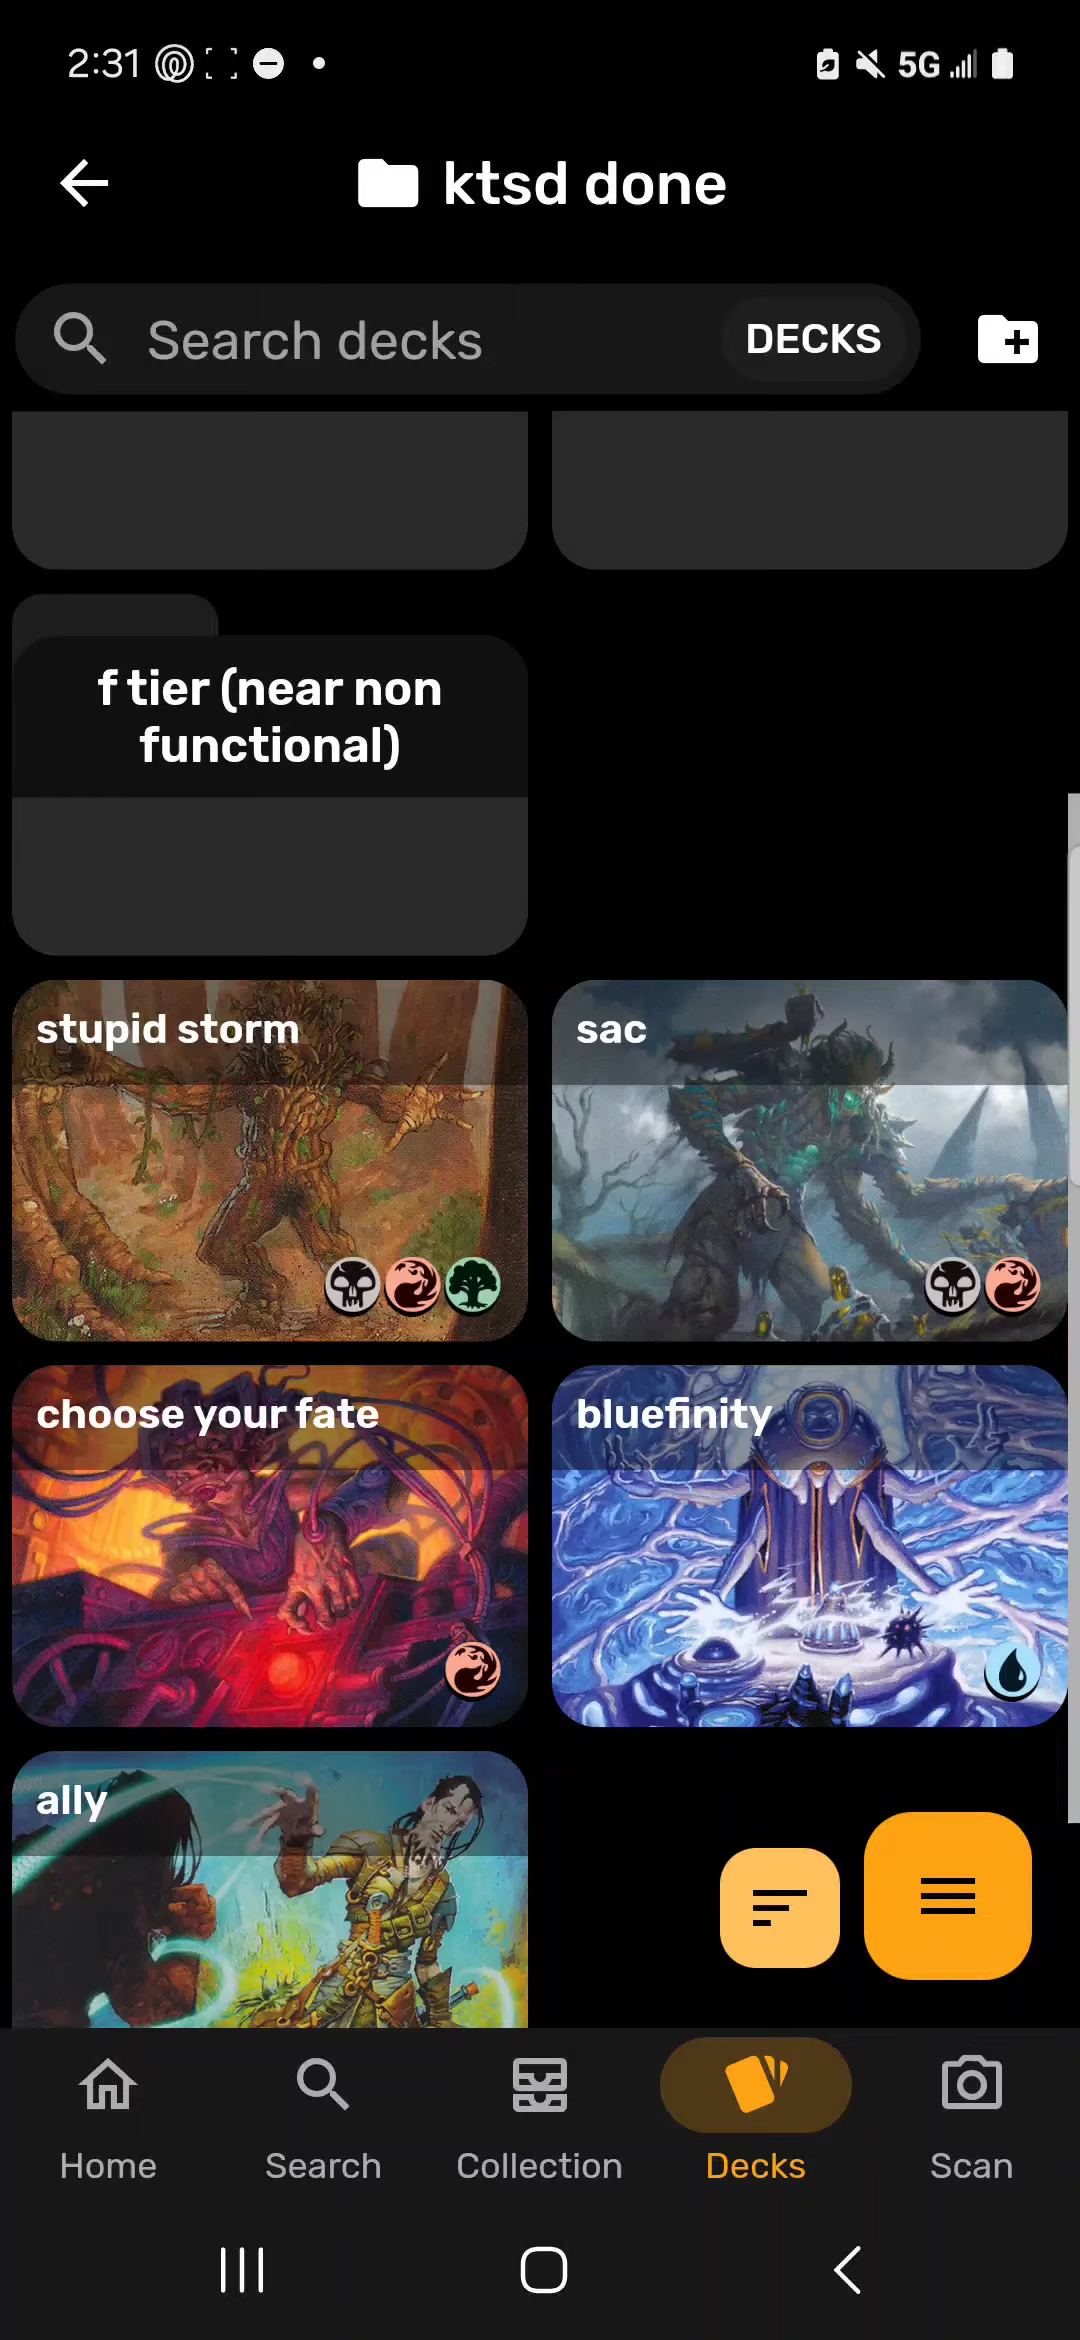 2:31
5G
ktsd done
Search decks
DECKS
f tier (near non
functional)
stupid storm
sac
choose your fate
bluefinity
ally
Home
Search
Collection
Decks
Scan